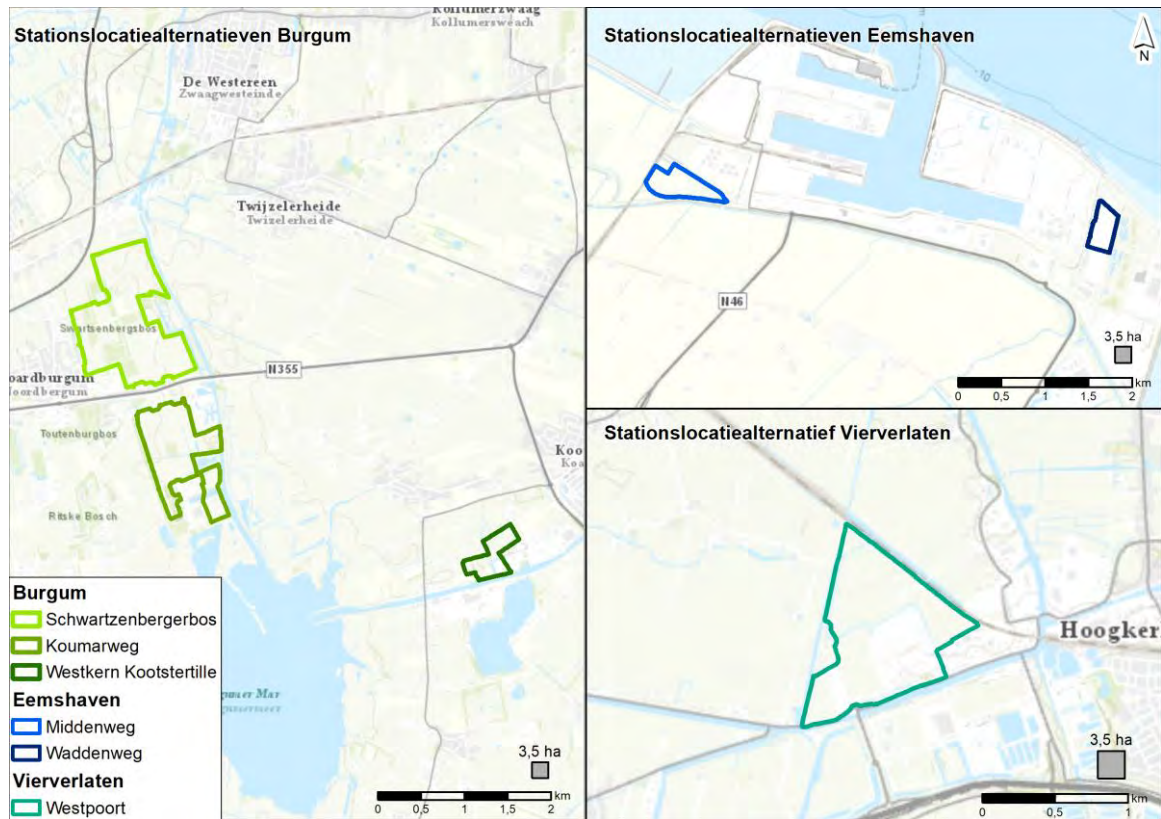 Stationslocatiealternatieven Burgum
Kollumerzwaag
Kollumersweach
De Westereen
Zwaagwesteinde
Twijzelerheide
Twizelerheide
Swartsenbergsbos
N355
oardburgum
Noordbergum
Toutenburgbos
Ritske Bosch
Koo
Koa
Burgum
Schwartzenbergerbos
Koumarweg
Westkern Kootstertille
Eemshaven
Middenweg
Waddenweg
Vierverlaten
Westpoort
Mar
3,5 ha
km
0 0,5 1 1,5 2
Stationslocatiealternatieven Eemshaven
N
-10
N46
3,5 ha
km
0 0,5 1 1,5 2
Stationslocatiealternatief Vierverlaten
Hoogker
3,5 ha
km
0 0,5 1